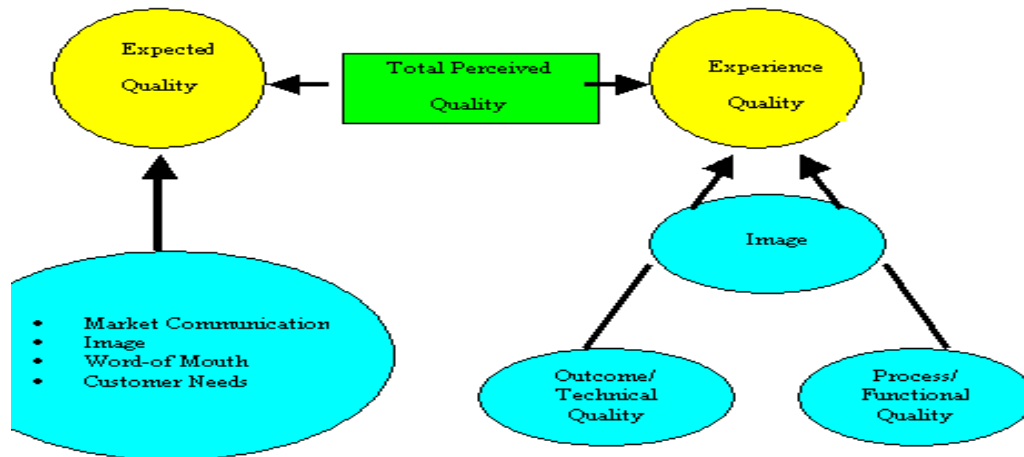 Expected
Quality
Total Perceived
Quality
Experience
Quality
Image
• Market Communication
• Image
• Word-of Mouth
• Customer Needs
Outcome/
Technical
Quality
Process/
Functional
Quality